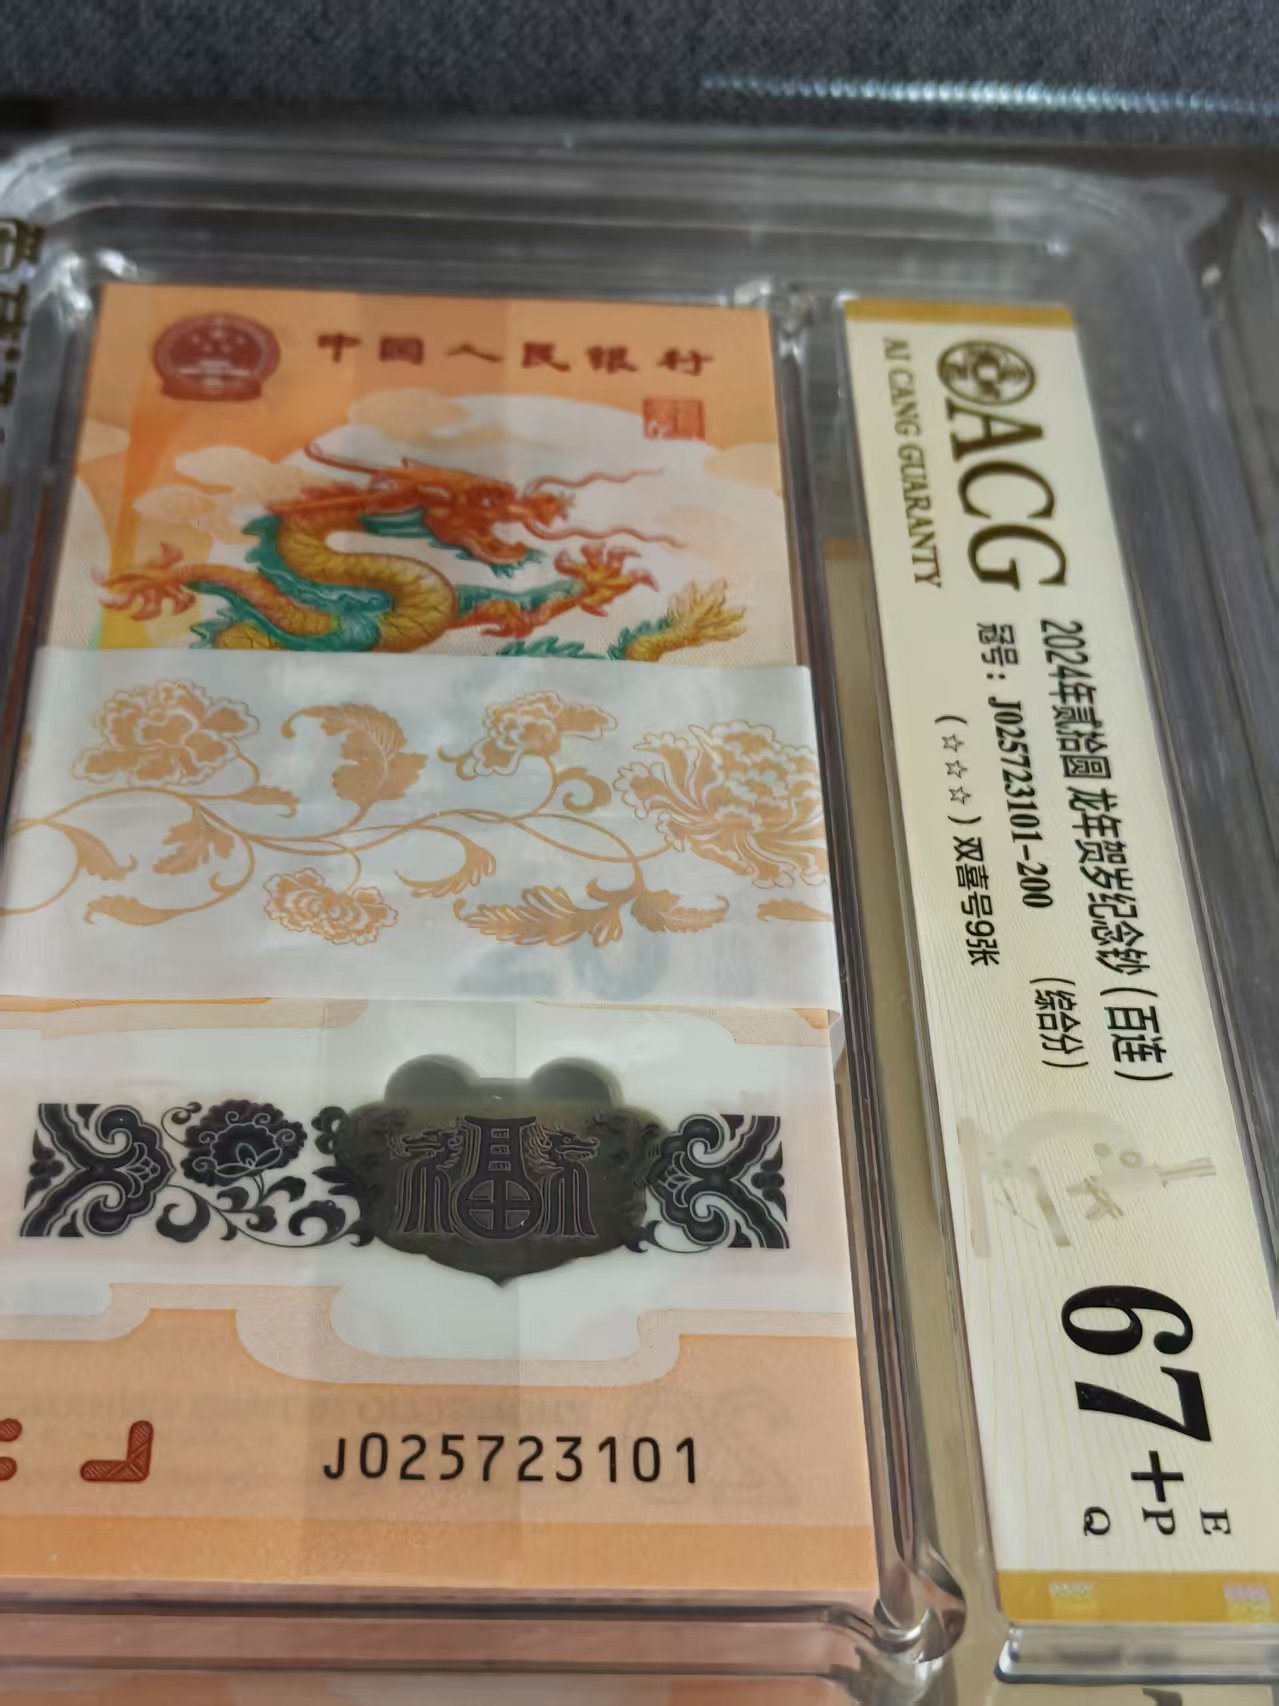 中国人民银行
J025723101
ACG
AI CANG GUARANTY
2024年贰拾圆 龙年贺岁纪念钞（百连）
冠号：J025723101-200 （综合分）
（☆☆☆）双喜号9张
67+
E
P
Q